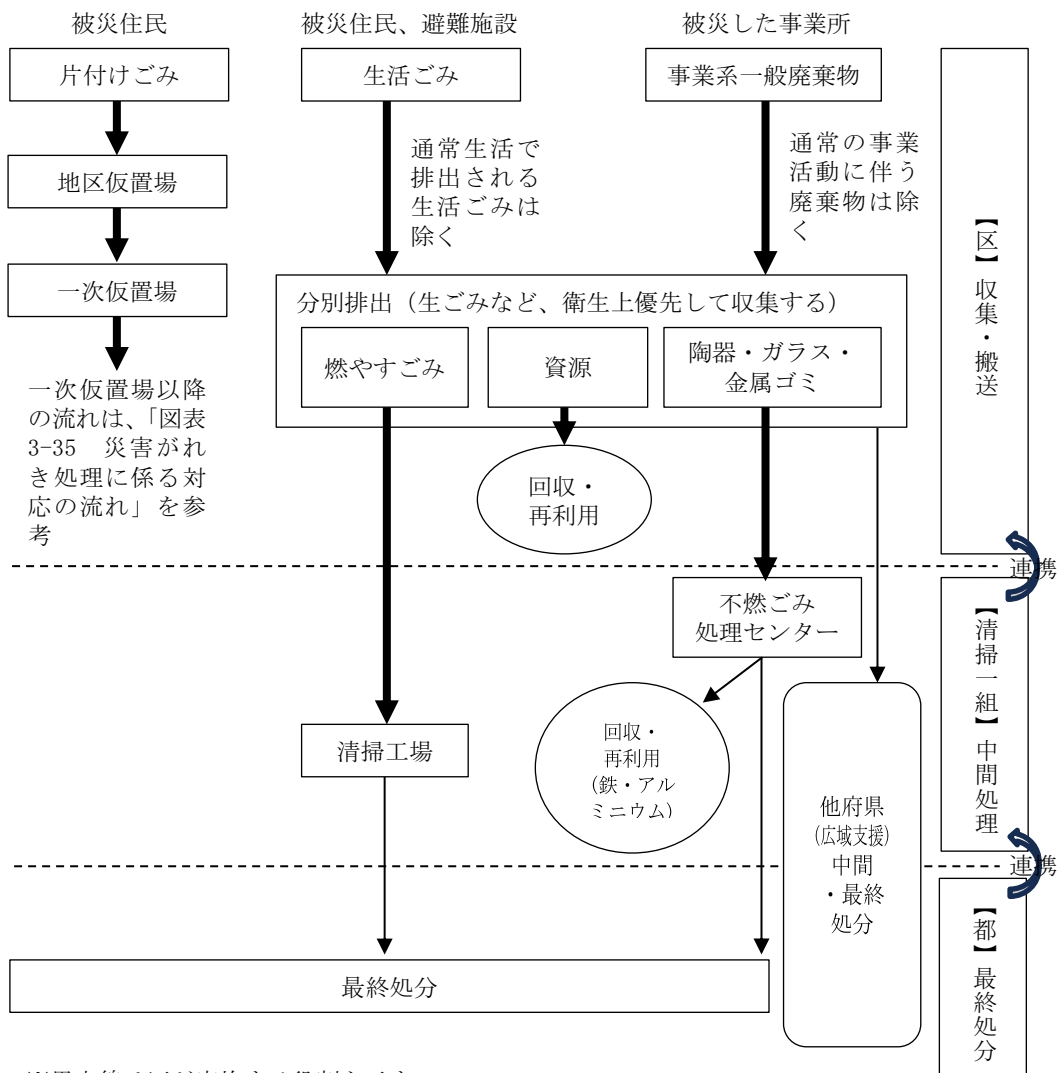 被災住民
被災住民、避難施設
被災した事業所
片付けごみ
生活ごみ
事業系一般廃棄物
通常生活で
排出される
生活ごみは
除く
通常の事業
活動に伴う
廃棄物は除
く
地区仮置場
一次仮置場
一次仮置場以降
の流れは、「図表
3-35 災害がれ
き処理に係る対
応の流れ」を参
考
分別排出（生ごみなど、衛生上優先して収集する）
燃やすごみ
資源
陶器・ガラス・
金属ゴミ
回収・
再利用
【区】収集・搬送
連携
不燃ごみ
処理センター
清掃工場
回収・
再利用
(鉄・アル
ミニウム)
他府県
(広域支援)
中間
・最終
処分
【清掃一組】中間処理
連携
最終処分
【都】最終処分